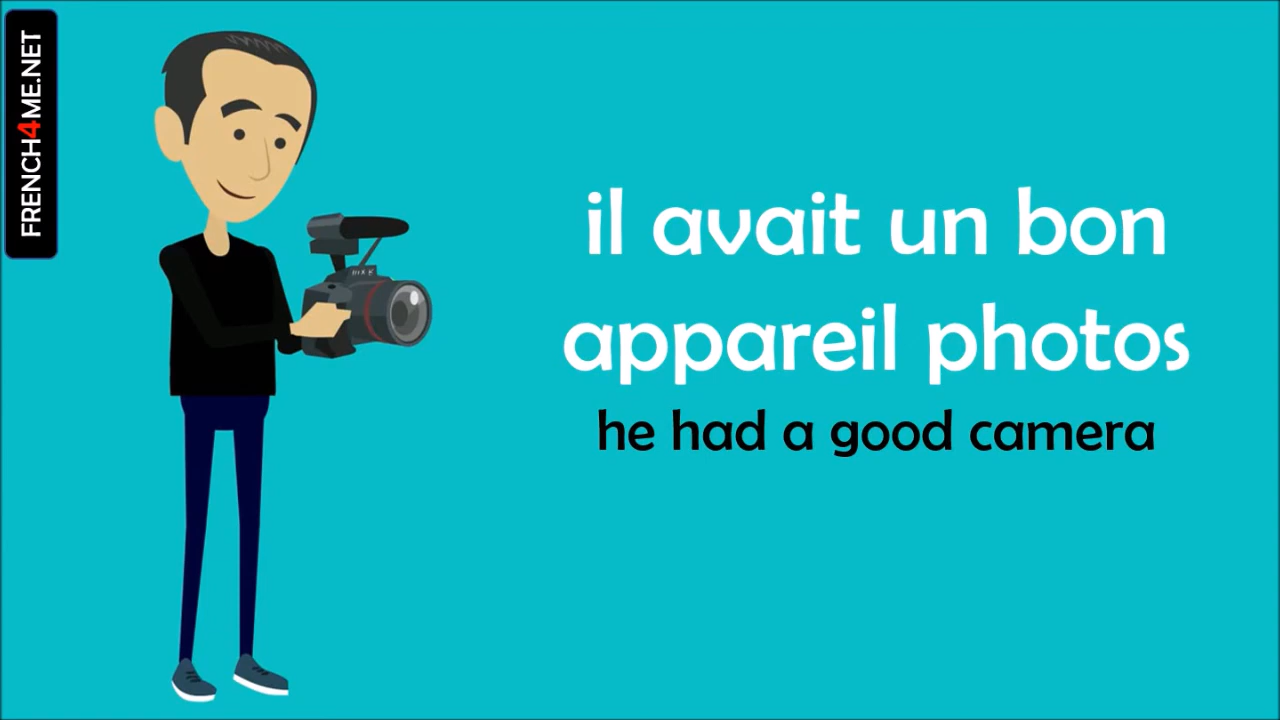 FRENCH4ME.NET
il avait un bon
appareil photos
he had a good camera